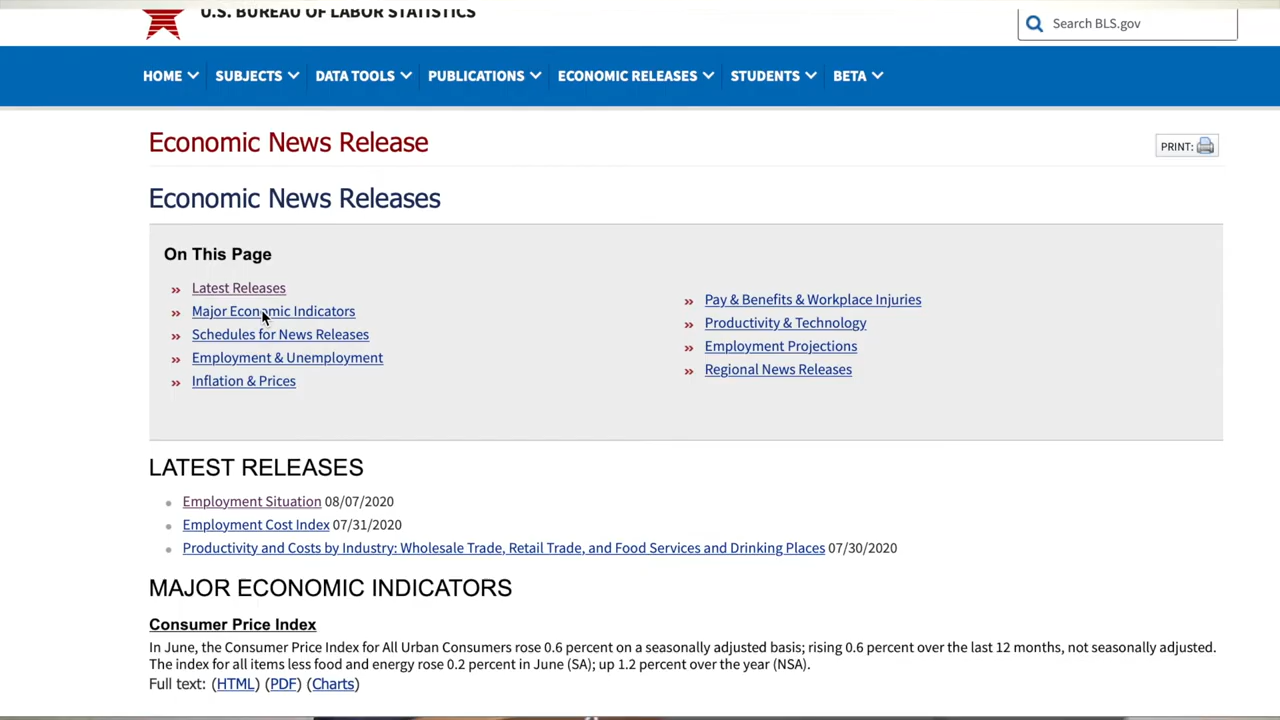 U.S. BUREAU OF LABOR STATISTICS
Search BLS.gov
HOME SUBJECTS DATA TOOLS PUBLICATIONS ECONOMIC RELEASES STUDENTS BETA
Economic News Release
PRINT:
Economic News Releases
On This Page
» Latest Releases
» Major Economic Indicators
» Schedules for News Releases
» Employment & Unemployment
» Inflation & Prices
» Pay & Benefits & Workplace Injuries
» Productivity & Technology
» Employment Projections
» Regional News Releases
LATEST RELEASES
Employment Situation 08/07/2020
Employment Cost Index 07/31/2020
Productivity and Costs by Industry: Wholesale Trade, Retail Trade, and Food Services and Drinking Places 07/30/2020
MAJOR ECONOMIC INDICATORS
Consumer Price Index
In June, the Consumer Price Index for All Urban Consumers rose 0.6 percent on a seasonally adjusted basis; rising 0.6 percent over the last 12 months, not seasonally adjusted.
The index for all items less food and energy rose 0.2 percent in June (SA); up 1.2 percent over the year (NSA).
Full text: (HTML) (PDF) (Charts)